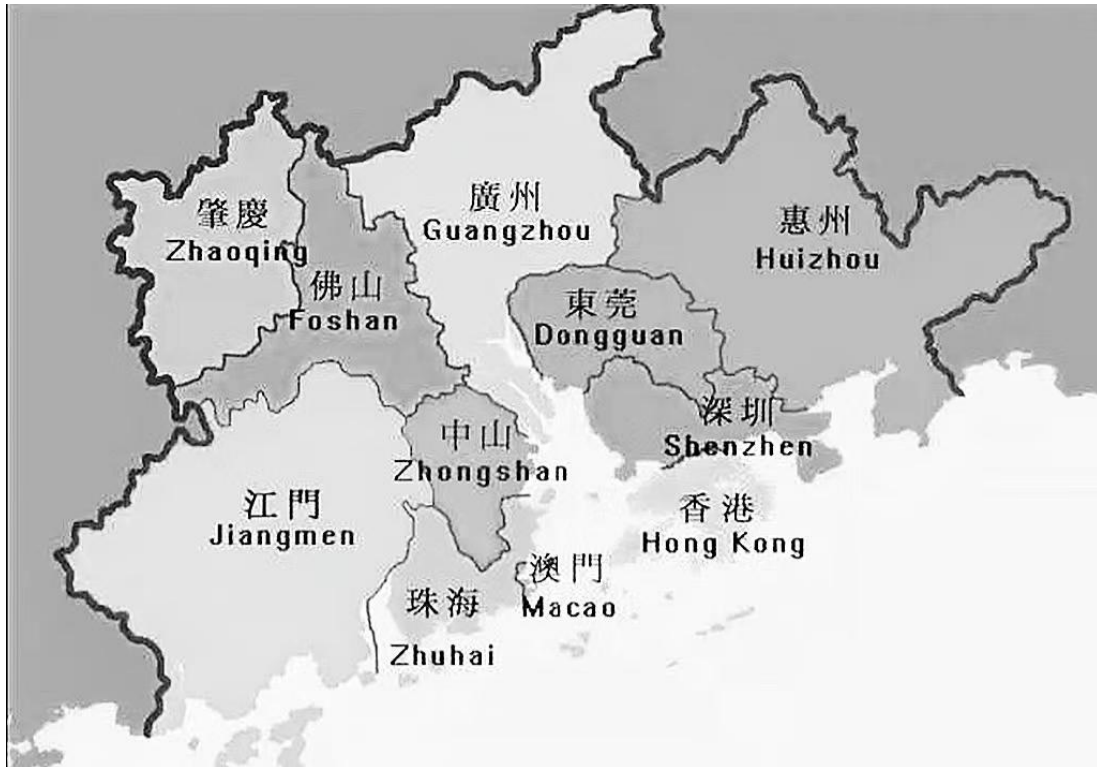 肇慶
Zhaoqing
廣州
Guangzhou
惠州
Huizhou
佛山
Foshan
東莞
Dongguan
深圳
Shenzhen
中山
Zhongshan
江門
Jiangmen
香港
Hong Kong
澳門
Macao
珠海
Zhuhai